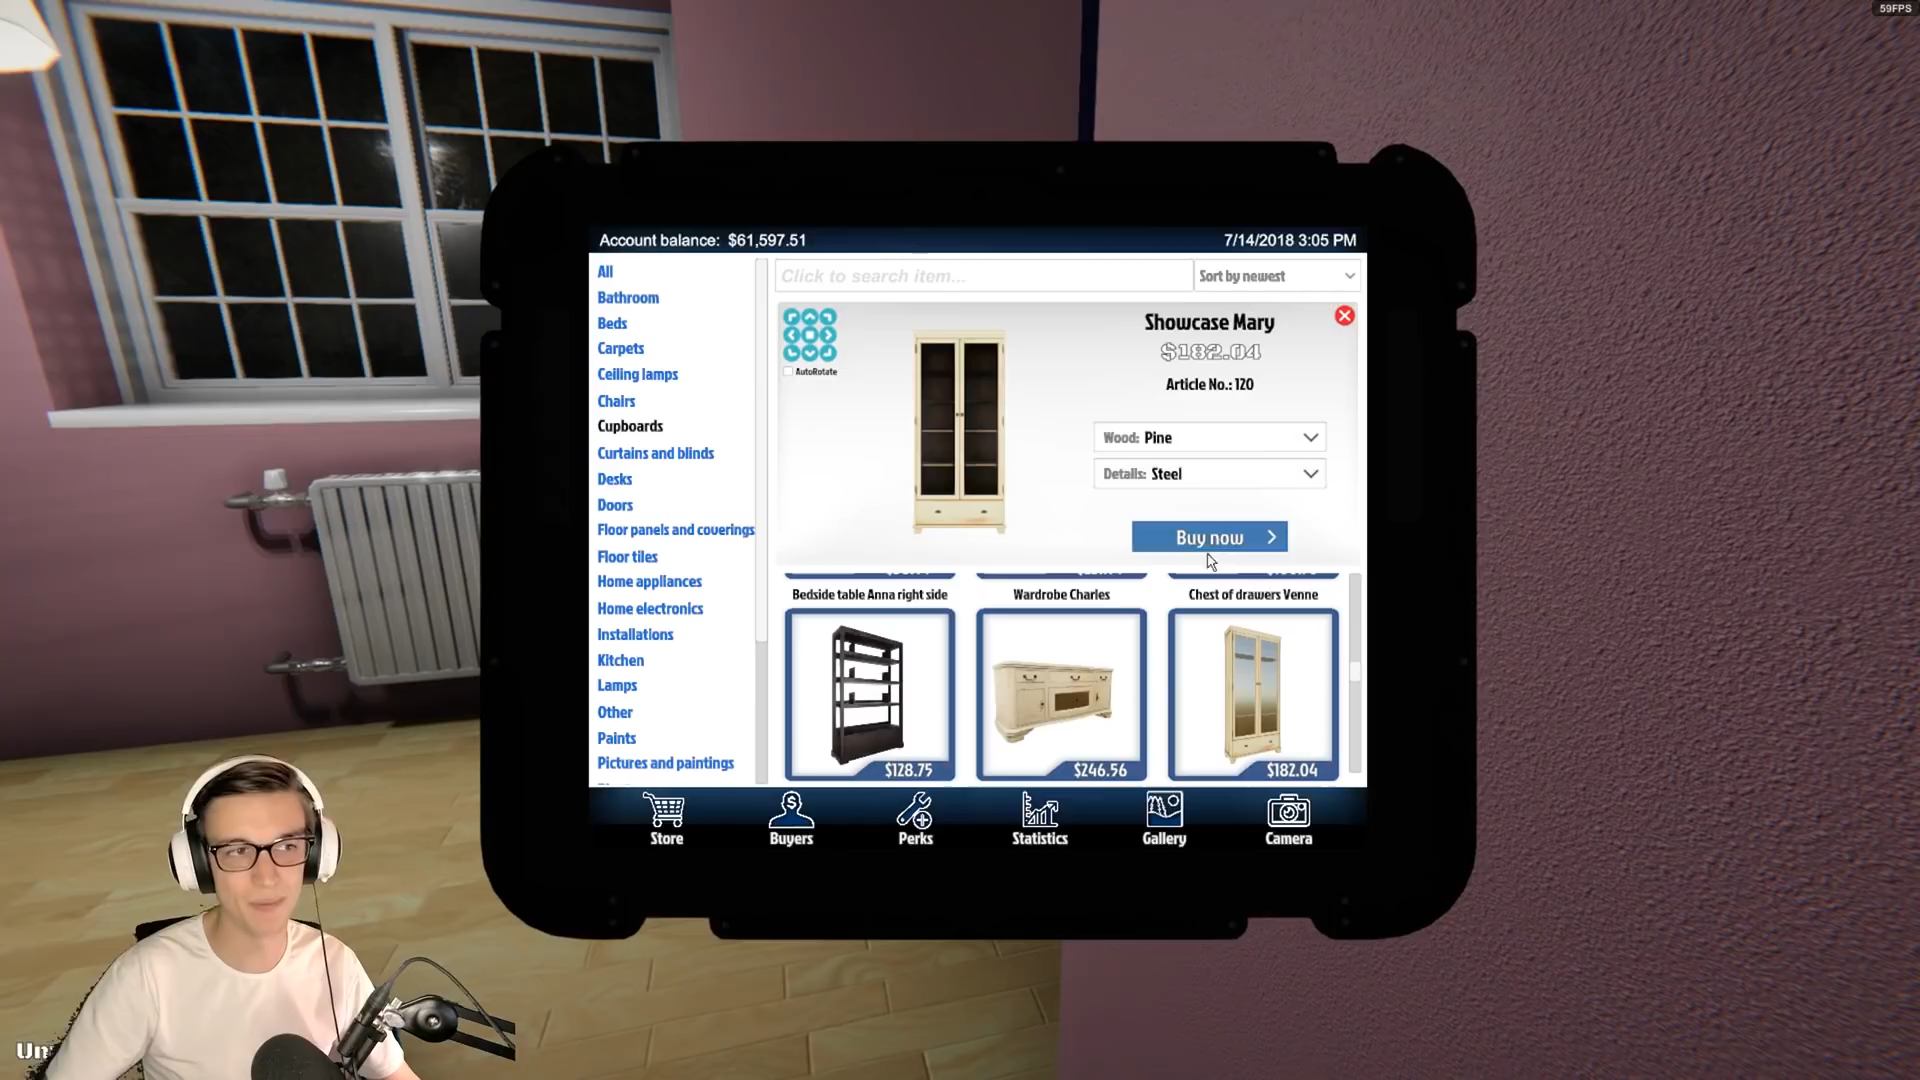 59FPS
Account balance: $61,597.51
7/14/2018 3:05 PM
All
Bathroom
Beds
Carpets
Ceiling lamps
Chairs
Cupboards
Curtains and blinds
Desks
Doors
Floor panels and coverings
Floor tiles
Home appliances
Home electronics
Installations
Kitchen
Lamps
Other
Paints
Pictures and paintings
Click to search item...
Sort by newest
AutoRotate
Showcase Mary
$182.04
Article No.: 120
Wood: Pine
Details: Steel
Buy now
Bedside table Anna right side
Wardrobe Charles
Chest of drawers Venne
$128.75
$246.56
$182.04
Store
Buyers
Perks
Statistics
Gallery
Camera